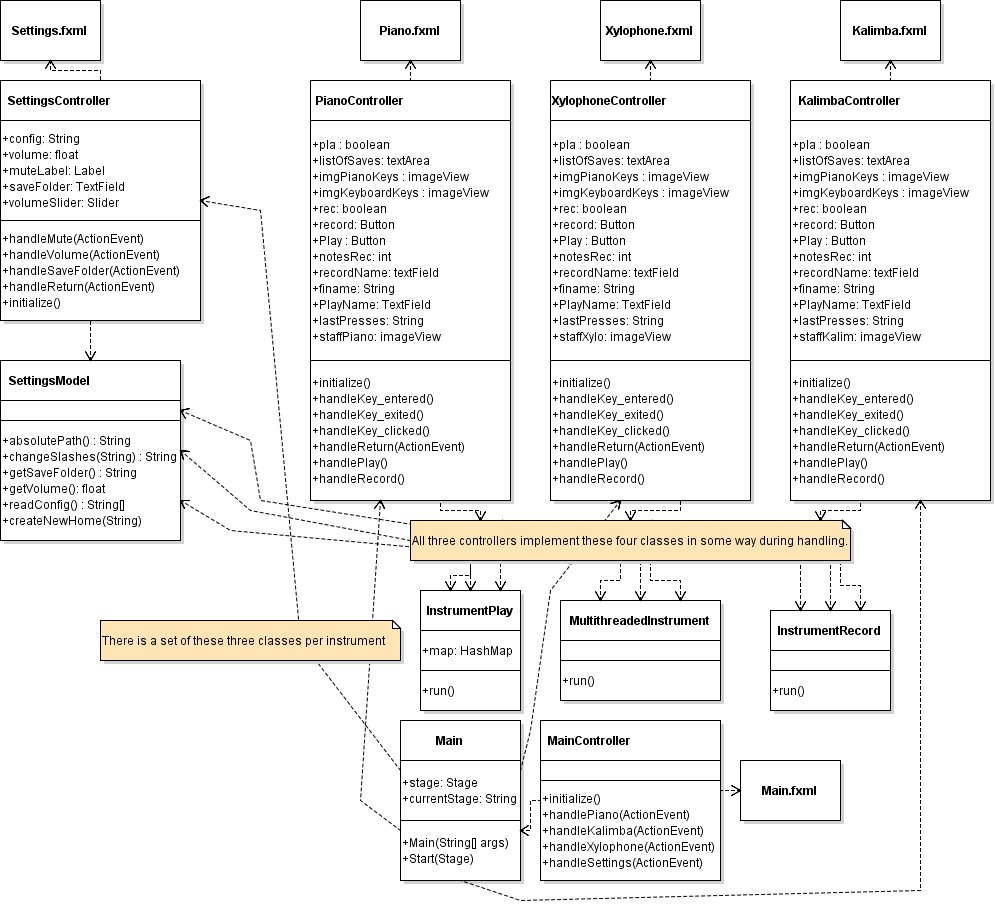 Settings.fxml
Piano.fxml
Xylophone.fxml
Kalimba.fxml
SettingsController
+config: String
+volume: float
+muteLabel: Label
+saveFolder: TextField
+volumeSlider: Slider
+handleMute(ActionEvent)
+handleVolume(ActionEvent)
+handleSaveFolder(ActionEvent)
+handleReturn(ActionEvent)
+initialize()
PianoController
+pla : boolean
+listOfSaves: textArea
+imgPianoKeys : imageView
+imgKeyboardKeys : imageView
+rec: boolean
+record: Button
+Play : Button
+notesRec: int
+recordName: textField
+finame: String
+PlayName: TextField
+lastPresses: String
+staffPiano: imageView
+initialize()
+handleKey_entered()
+handleKey_exited()
+handleKey_clicked()
+handleReturn(ActionEvent)
+handlePlay()
+handleRecord()
XylophoneController
+pla : boolean
+listOfSaves: textArea
+imgPianoKeys : imageView
+imgKeyboardKeys : imageView
+rec: boolean
+record: Button
+Play : Button
+notesRec: int
+recordName: textField
+finame: String
+PlayName: TextField
+lastPresses: String
+staffXylo: imageView
+initialize()
+handleKey_entered()
+handleKey_exited()
+handleKey_clicked()
+handleReturn(ActionEvent)
+handlePlay()
+handleRecord()
KalimbaController
+pla : boolean
+listOfSaves: textArea
+imgPianoKeys : imageView
+imgKeyboardKeys : imageView
+rec: boolean
+record: Button
+Play : Button
+notesRec: int
+recordName: textField
+finame: String
+PlayName: TextField
+lastPresses: String
+staffKalim: imageView
+initialize()
+handleKey_entered()
+handleKey_exited()
+handleKey_clicked()
+handleReturn(ActionEvent)
+handlePlay()
+handleRecord()
SettingsModel
+absolutePath() : String
+changeSlashes(String) : String
+getSaveFolder() : String
+getVolume(): float
+readConfig() : String[]
+createNewHome(String)
All three controllers implement these four classes in some way during handling.
There is a set of these three classes per instrument
InstrumentPlay
+map: HashMap
+run()
MultithreadedInstrument
+run()
InstrumentRecord
+run()
Main
+stage: Stage
+currentStage: String
+Main(String[] args)
+Start(Stage)
MainController
+initialize()
+handlePiano(ActionEvent)
+handleKalimba(ActionEvent)
+handleXylophone(ActionEvent)
+handleSettings(ActionEvent)
Main.fxml